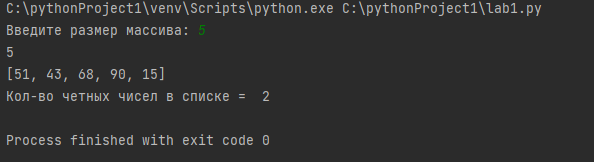 C:\pythonProject1\venv\Scripts\python.exe C:\pythonProject1\lab1.py
Введите размер массива: 5
5
[51, 43, 68, 90, 15]
Кол-во четных чисел в списке =  2
Process finished with exit code 0